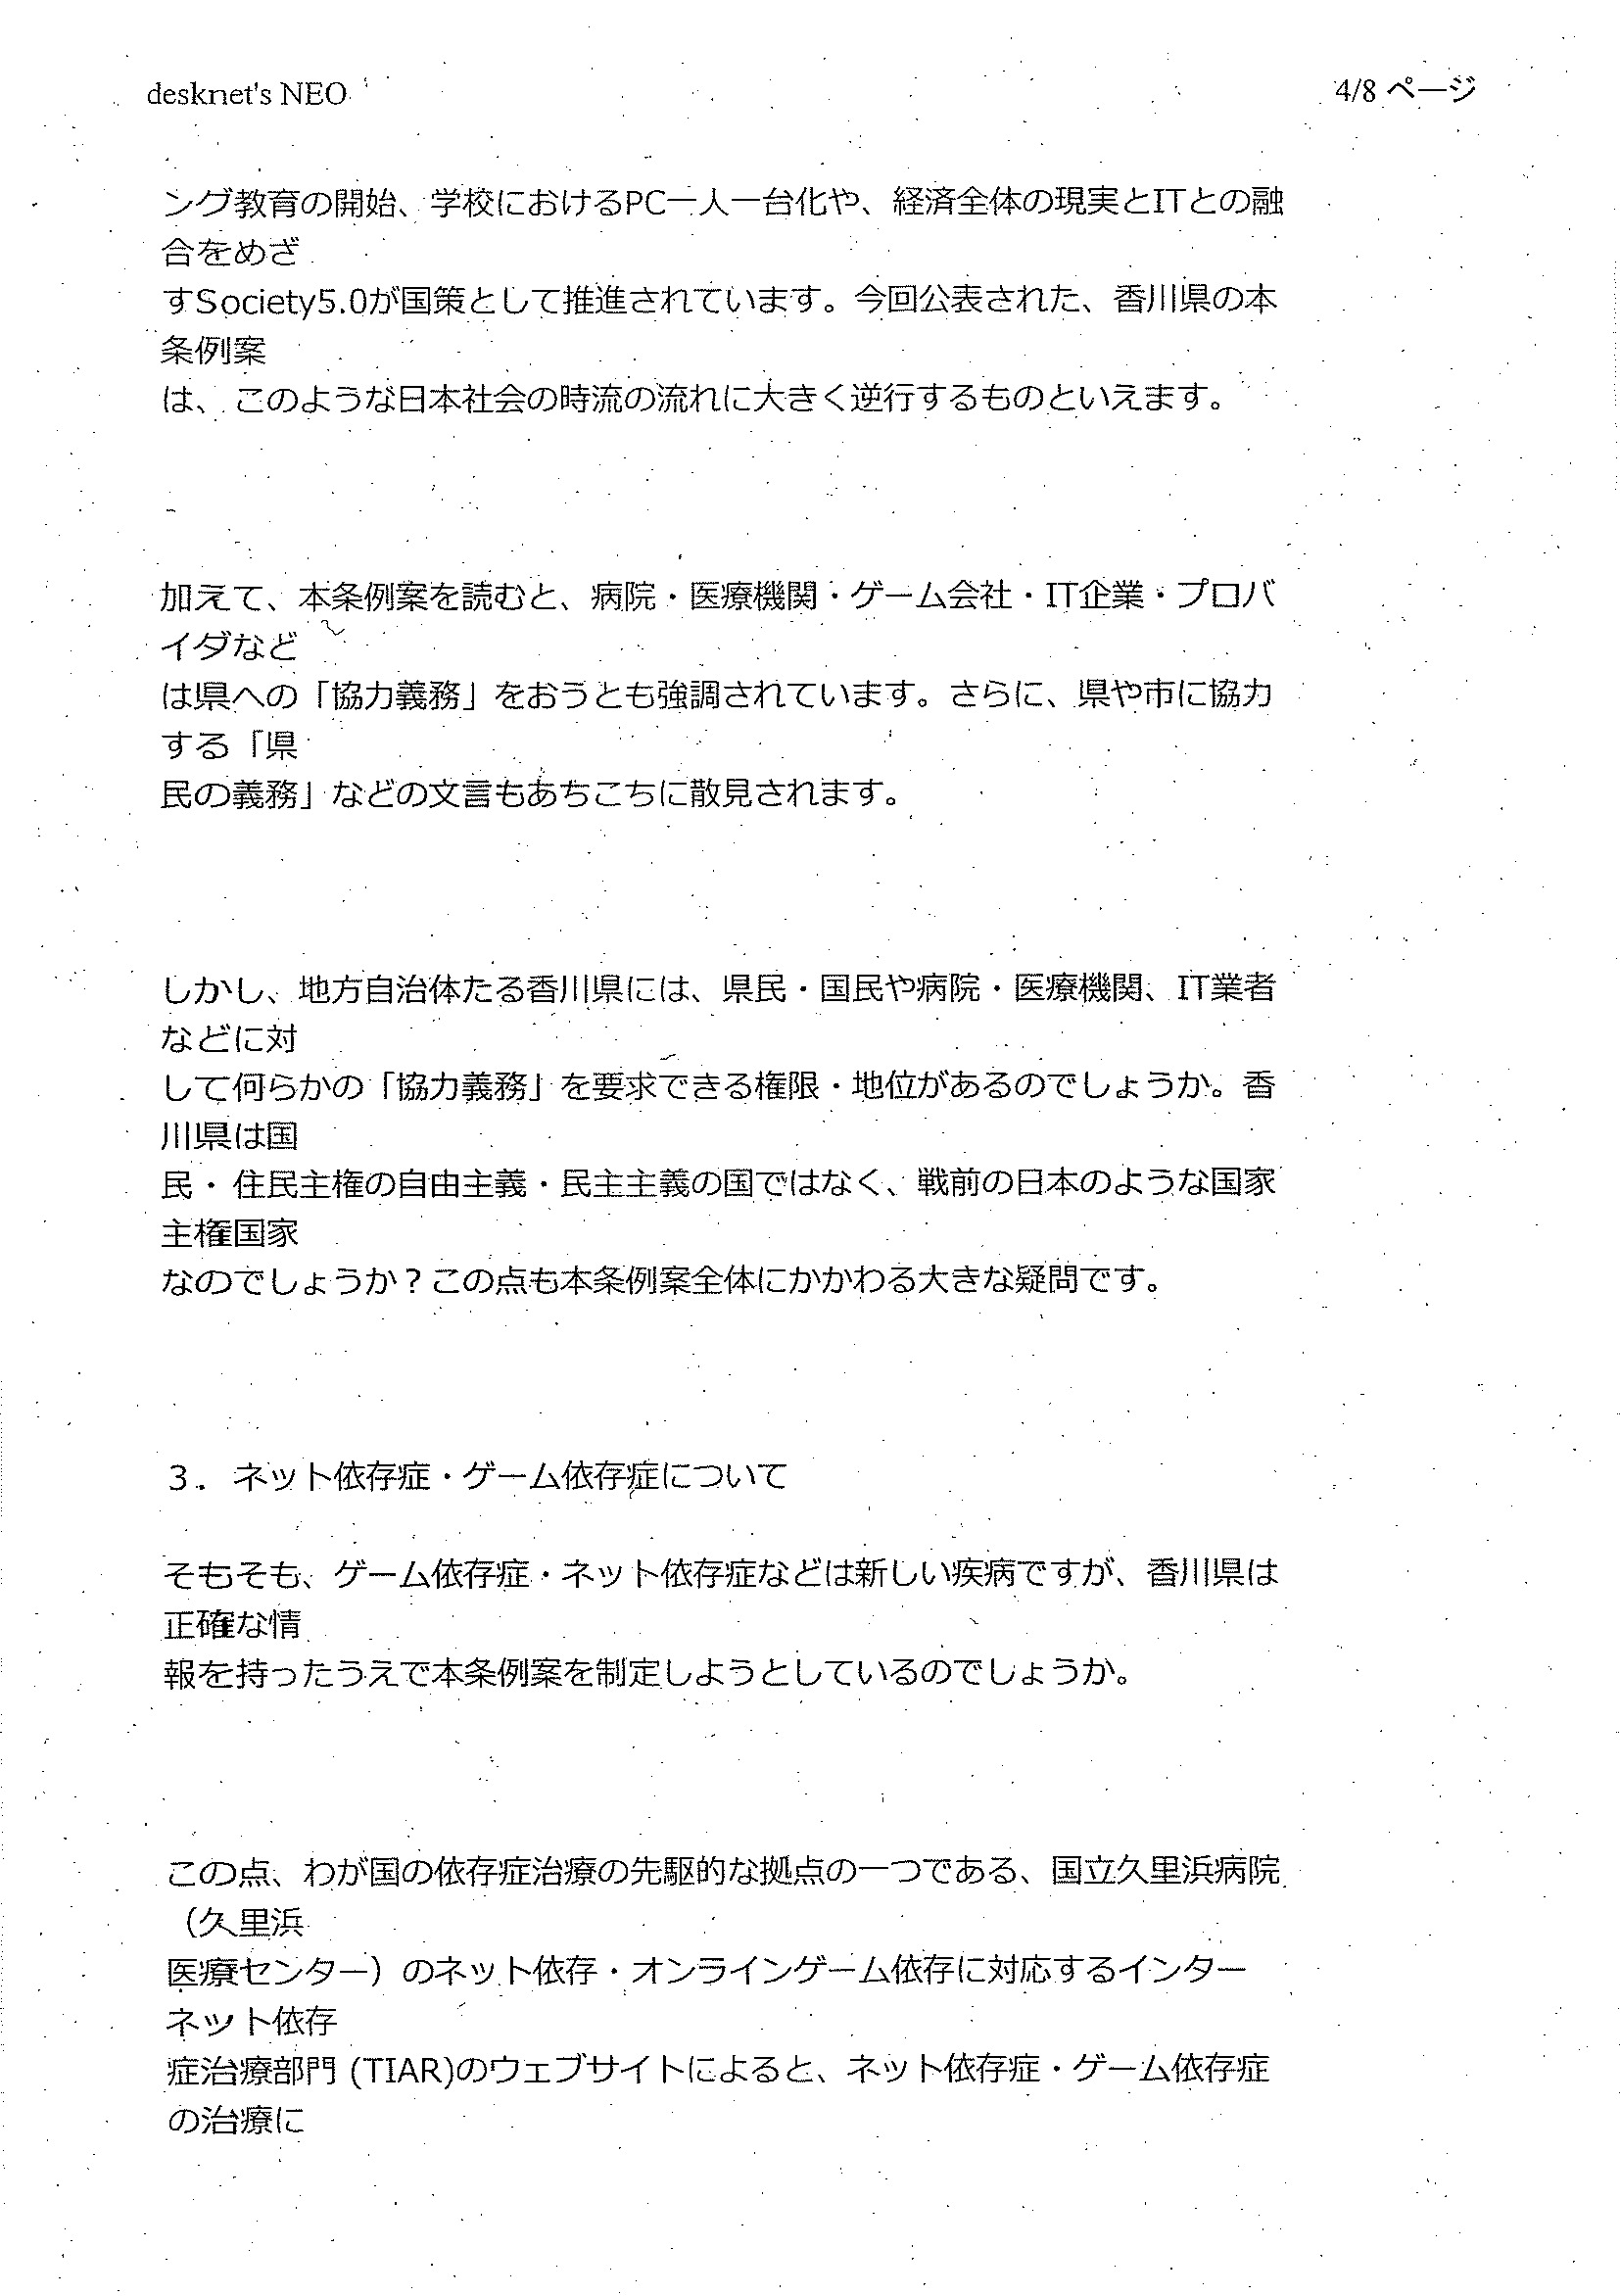 desknet's NEO
4/8 ページ
ング教育の開始、学校におけるPC一人一台化や、経済全体の現実とITとの融
合をめざ
すSociety5.0が国策として推進されています。今回公表された、香川県の本
条例案
は、このような日本社会の時流の流れに大きく逆行するものといえます。
加えて、本条例案を読むと、病院・医療機関・ゲーム会社・IT企業・プロバ
イダなど
は県への「協力義務」をおうとも強調されています。さらに、県や市に協力
する「県
民の義務」などの文言もあちこちに散見されます。
しかし、地方自治体たる香川県には、県民・国民や病院・医療機関、IT業者
などに対
して何らかの「協力義務」を要求できる権限・地位があるのでしょうか。香
川県は国
民・住民主権の自由主義・民主主義の国ではなく、戦前の日本のような国家
主権国家
なのでしょうか？この点も本条例案全体にかかわる大きな疑問です。
３．ネット依存症・ゲーム依存症について
そもそも、ゲーム依存症・ネット依存症などは新しい疾病ですが、香川県は
正確な情
報を持ったうえで本条例案を制定しようとしているのでしょうか。
この点、わが国の依存症治療の先駆的な拠点の一つである、国立久里浜病院
（久里浜
医療センター）のネット依存・オンラインゲーム依存に対応するインター
ネット依存
症治療部門 (TIAR)のウェブサイトによると、ネット依存症・ゲーム依存症
の治療に